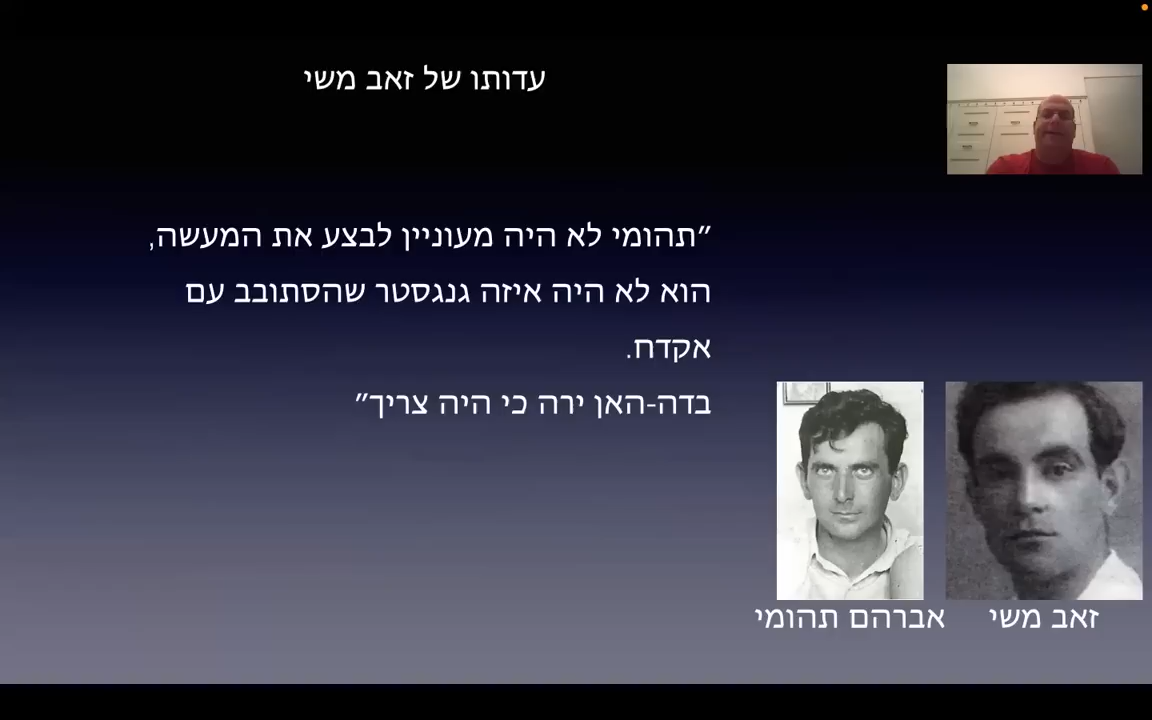 עדותו של זאב משי
״תהומי לא היה מעוניין לבצע את המעשה,
הוא לא היה איזה גנגסטר שהסתובב עם
אקדח.
בדה-האן ירה כי היה צריך״
זאב משי
אברהם תהומי